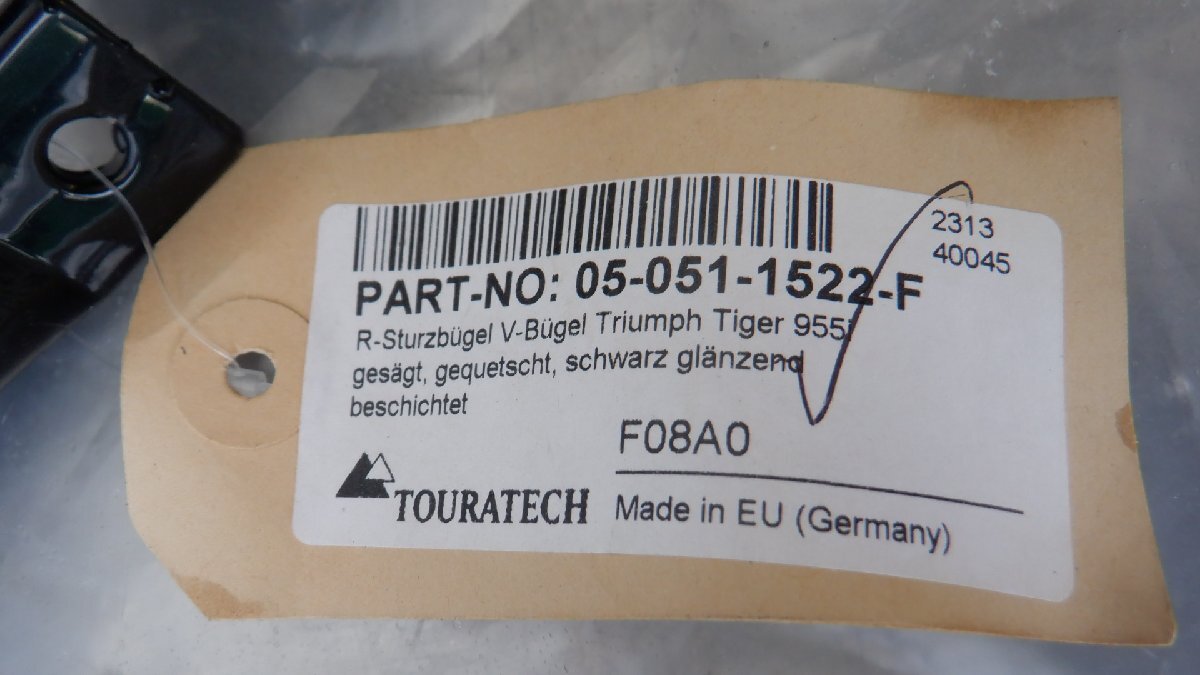 2313
40045
PART-NO: 05-051-1522-F
R-Sturzbügel V-Bügel Triumph Tiger 955i
gesägt, gequetscht, schwarz glänzend
beschichtet
F08A0
TOURATECH
Made in EU (Germany)